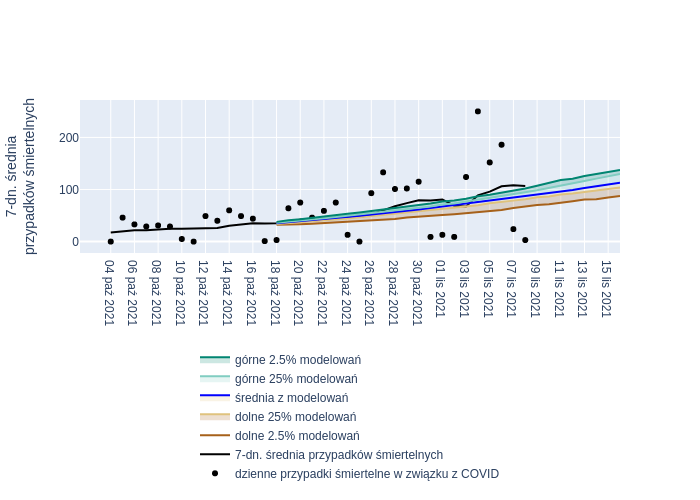 7-dn. średnia
przypadków śmiertelnych
200
100
0
04 paź 2021
06 paź 2021
08 paź 2021
10 paź 2021
12 paź 2021
14 paź 2021
16 paź 2021
18 paź 2021
20 paź 2021
22 paź 2021
24 paź 2021
26 paź 2021
28 paź 2021
30 paź 2021
01 lis 2021
03 lis 2021
05 lis 2021
07 lis 2021
09 lis 2021
11 lis 2021
13 lis 2021
15 lis 2021
górne 2.5% modelowań
górne 25% modelowań
średnia z modelowań
dolne 25% modelowań
dolne 2.5% modelowań
7-dn. średnia przypadków śmiertelnych
dzienne przypadki śmiertelne w związku z COVID